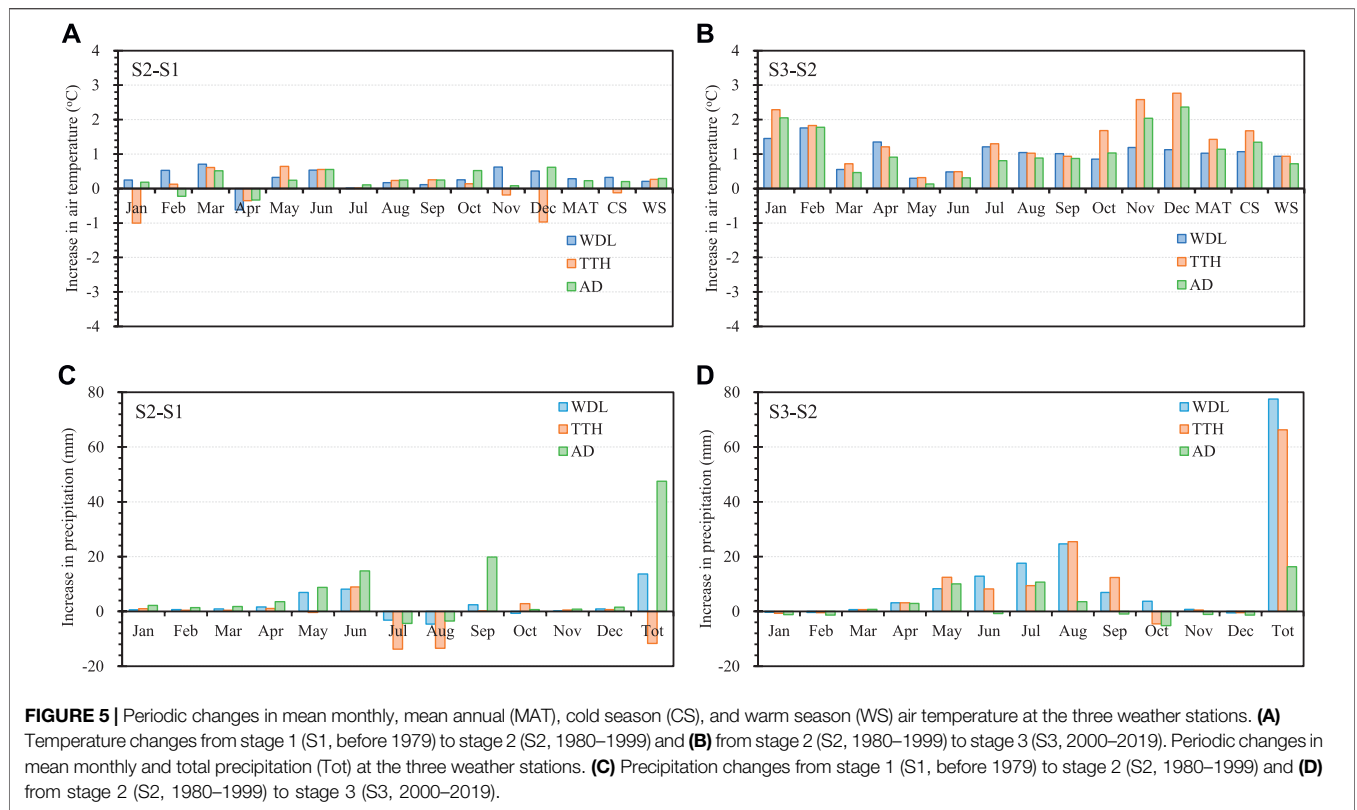 A
S2-S1
Increase in air temperature (°C)
4
3
2
1
0
-1
-2
-3
-4
Jan Feb Mar Apr May Jun Jul Aug Sep Oct Nov Dec MAT CS WS
WDL
TTH
AD
B
S3-S2
Increase in air temperature (°C)
4
3
2
1
0
-1
-2
-3
-4
Jan Feb Mar Apr May Jun Jul Aug Sep Oct Nov Dec MAT CS WS
WDL
TTH
AD
C
S2-S1
Increase in precipitation (mm)
80
60
40
20
0
-20
WDL
TTH
AD
Jan Feb Mar Apr May Jun Jul Aug Sep Oct Nov Dec Tot
D
S3-S2
Increase in precipitation (mm)
80
60
40
20
0
-20
WDL
TTH
AD
Jan Feb Mar Apr May Jun Jul Aug Sep Oct Nov Dec Tot
FIGURE 5 | Periodic changes in mean monthly, mean annual (MAT), cold season (CS), and warm season (WS) air temperature at the three weather stations. (A)
Temperature changes from stage 1 (S1, before 1979) to stage 2 (S2, 1980–1999) and (B) from stage 2 (S2, 1980–1999) to stage 3 (S3, 2000–2019). Periodic changes in
mean monthly and total precipitation (Tot) at the three weather stations. (C) Precipitation changes from stage 1 (S1, before 1979) to stage 2 (S2, 1980–1999) and (D)
from stage 2 (S2, 1980–1999) to stage 3 (S3, 2000–2019).